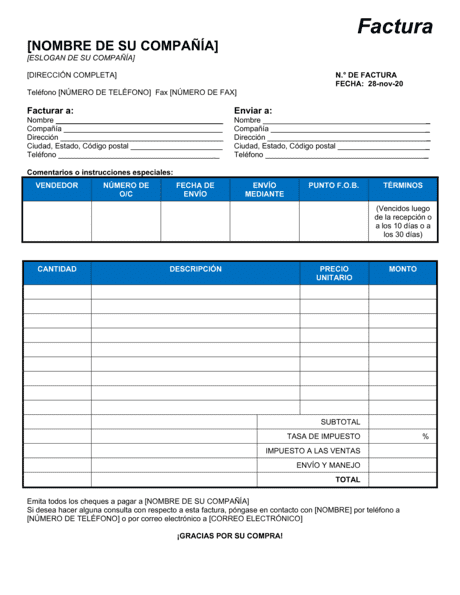 Factura
[NOMBRE DE SU COMPAÑÍA]
[ESLOGAN DE SU COMPAÑÍA]
[DIRECCIÓN COMPLETA]
N.° DE FACTURA
FECHA: 28-nov-20
Teléfono [NÚMERO DE TELÉFONO] Fax [NÚMERO DE FAX]
Facturar a:
Nombre
Compañía
Dirección
Ciudad, Estado, Código postal
Teléfono
Enviar a:
Nombre
Compañía
Dirección
Ciudad, Estado, Código postal
Teléfono
Comentarios o instrucciones especiales:
VENDEDOR
NÚMERO DE
O/C
FECHA DE
ENVÍO
ENVÍO
MEDIANTE
PUNTO F.O.B.
TÉRMINOS
(Vencidos luego
de la recepción o
a los 10 días o a
los 30 días)
CANTIDAD
DESCRIPCIÓN
PRECIO
UNITARIO
MONTO
SUBTOTAL
TASA DE IMPUESTO %
IMPUESTO A LAS VENTAS
ENVÍO Y MANEJO
TOTAL
Emita todos los cheques a pagar a [NOMBRE DE SU COMPAÑÍA]
Si desea hacer alguna consulta con respecto a esta factura, póngase en contacto con [NOMBRE] por teléfono a
[NÚMERO DE TELÉFONO] o por correo electrónico a [CORREO ELECTRÓNICO]
¡GRACIAS POR SU COMPRA!